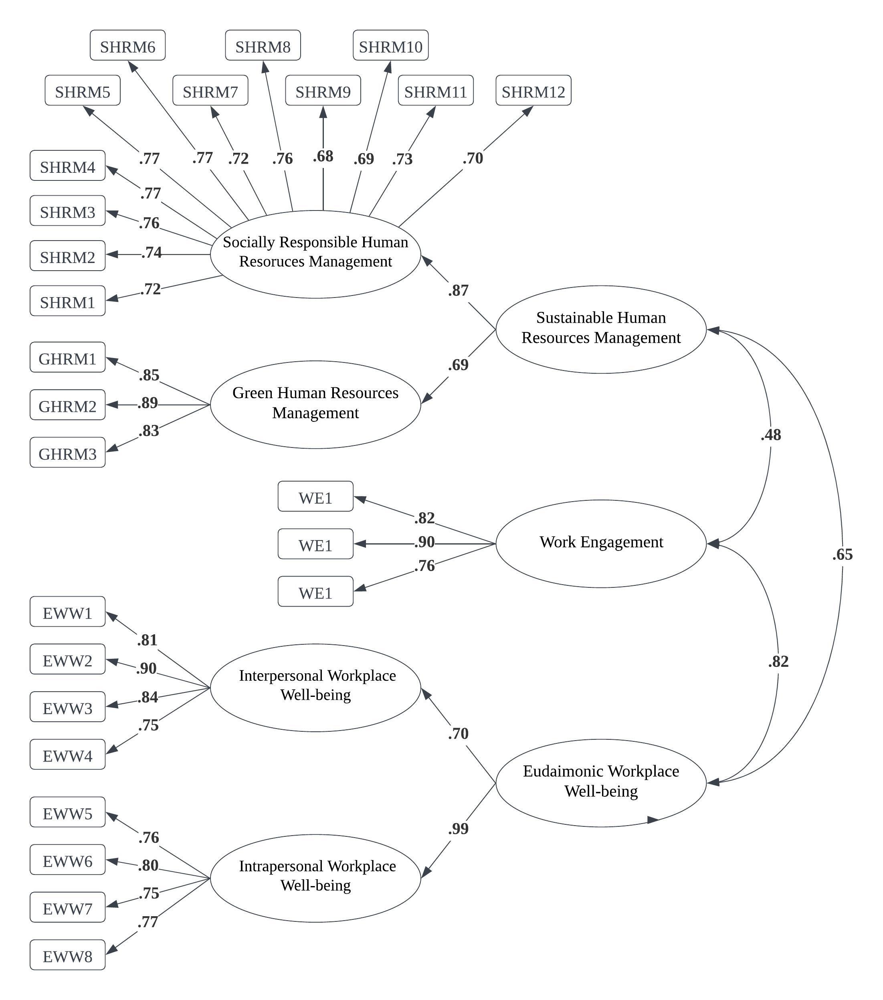 SHRM6
SHRM8
SHRM10
SHRM5
SHRM7
SHRM9
SHRM11
SHRM12
.77
.77
.72
.76
.68
.69
.73
.70
SHRM4
.77
SHRM3
.76
SHRM2
.74
SHRM1
.72
Socially Responsible Human
Resoruces Management
.87
Sustainable Human
Resources Management
.69
GHRM1
.85
GHRM2
.89
GHRM3
.83
Green Human Resources
Management
.48
WE1
.82
WE1
.90
WE1
.76
Work Engagement
.65
EWW1
.81
EWW2
.90
EWW3
.84
EWW4
.75
Interpersonal Workplace
Well-being
.82
.70
Eudaimonic Workplace
Well-being
.99
EWW5
.76
EWW6
.80
EWW7
.75
EWW8
.77
Intrapersonal Workplace
Well-being